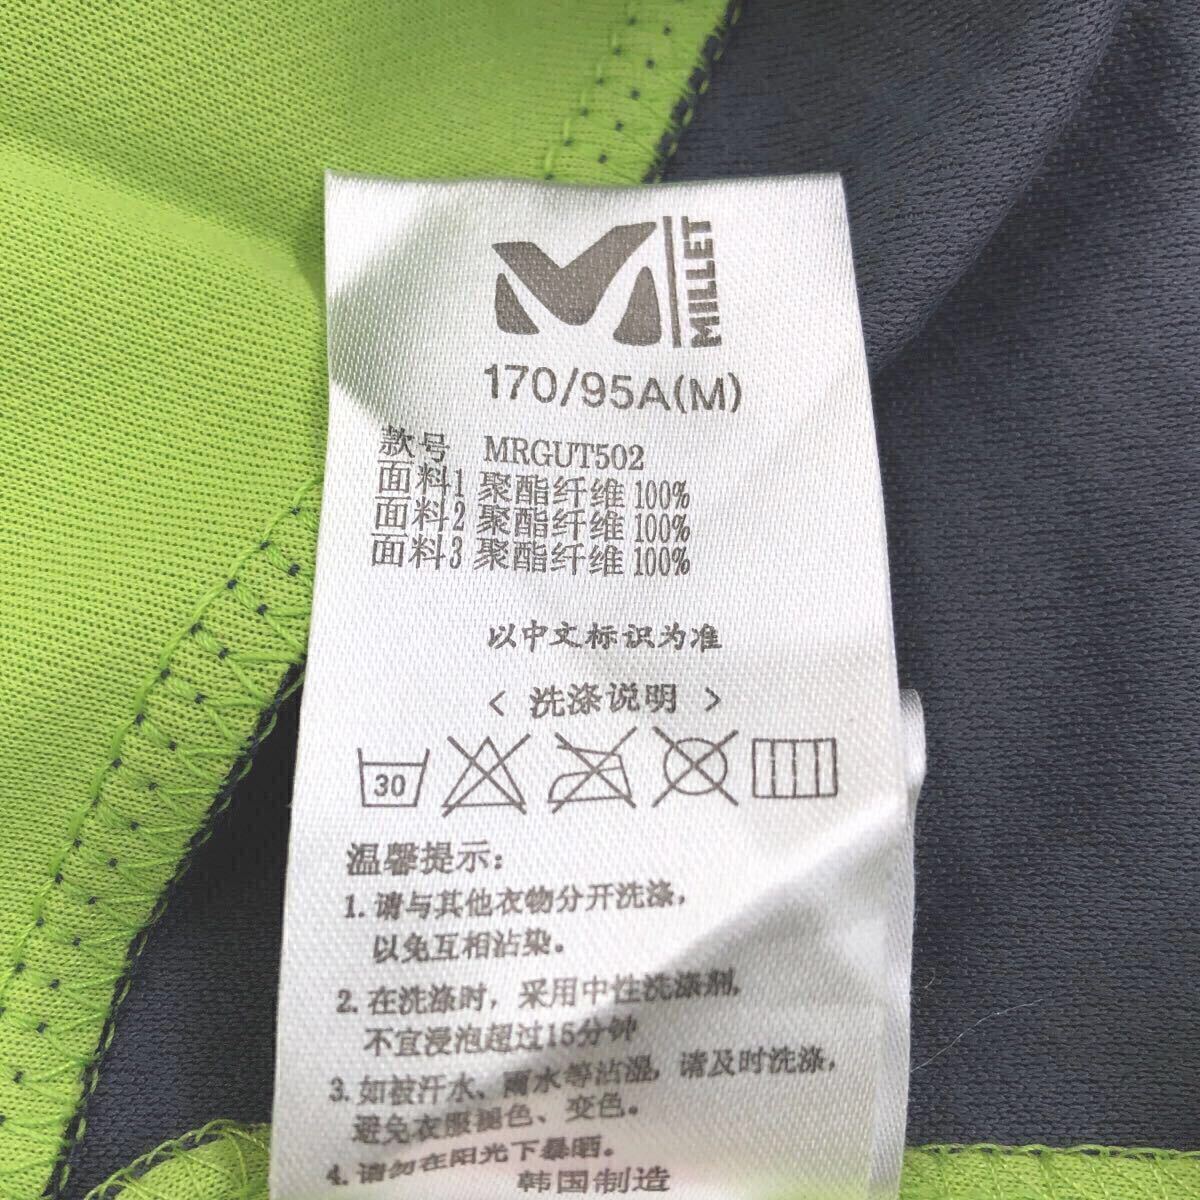 MILLET
170/95A(M)
款号 MRGUT502
面料1 聚酯纤维 100%
面料2 聚酯纤维 100%
面料3 聚酯纤维 100%
以中文标识为准
< 洗涤说明 >
30
温馨提示:
1. 请与其他衣物分开洗涤，
以免互相沾染。
2. 在洗涤时，采用中性洗涤剂，
不宜浸泡超过15分钟
3. 如被汗水、雨水等沾湿，请及时洗涤，
避免衣服褪色、变色。
4. 请勿在阳光下暴晒。
韩国制造